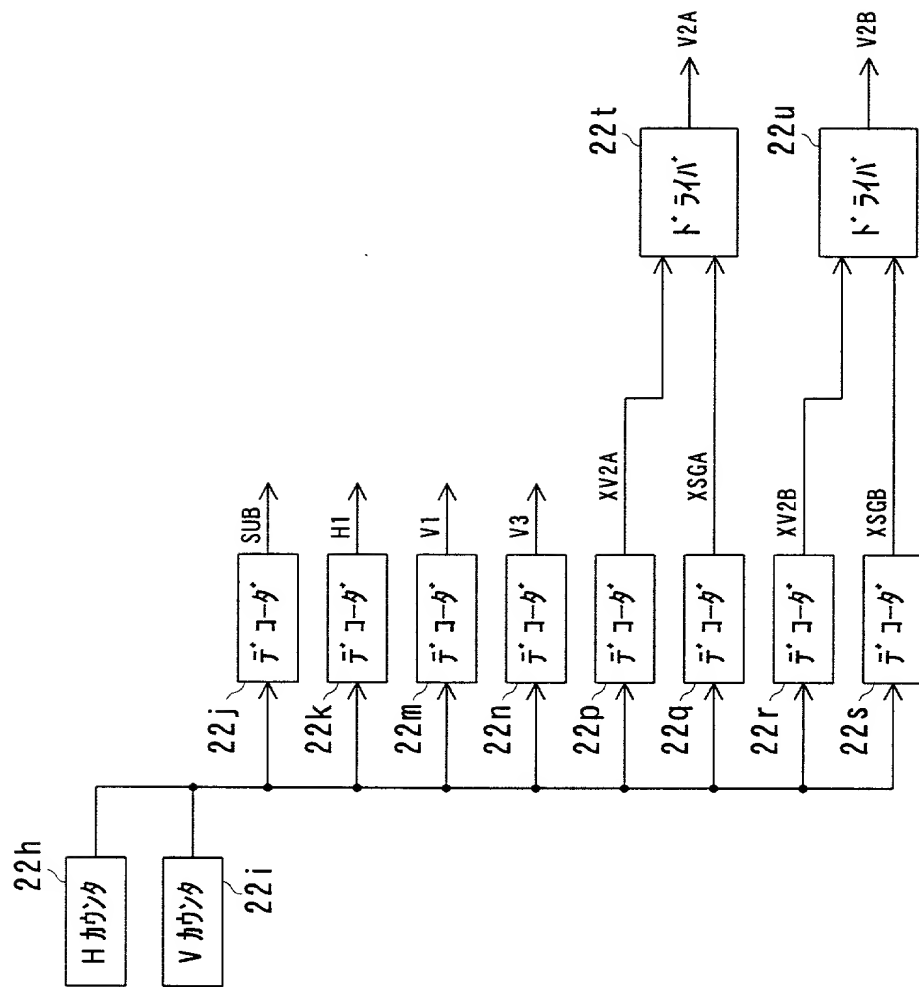 22h
Hカウンタ
Vカウンタ
22i
22j
デコーダ
SUB
22k
デコーダ
H1
22m
デコーダ
V1
22n
デコーダ
V3
22p
デコーダ
XV2A
22q
デコーダ
XSGA
22r
デコーダ
XV2B
22s
デコーダ
XSGB
22t
ドライバ
V2A
22u
ドライバ
V2B